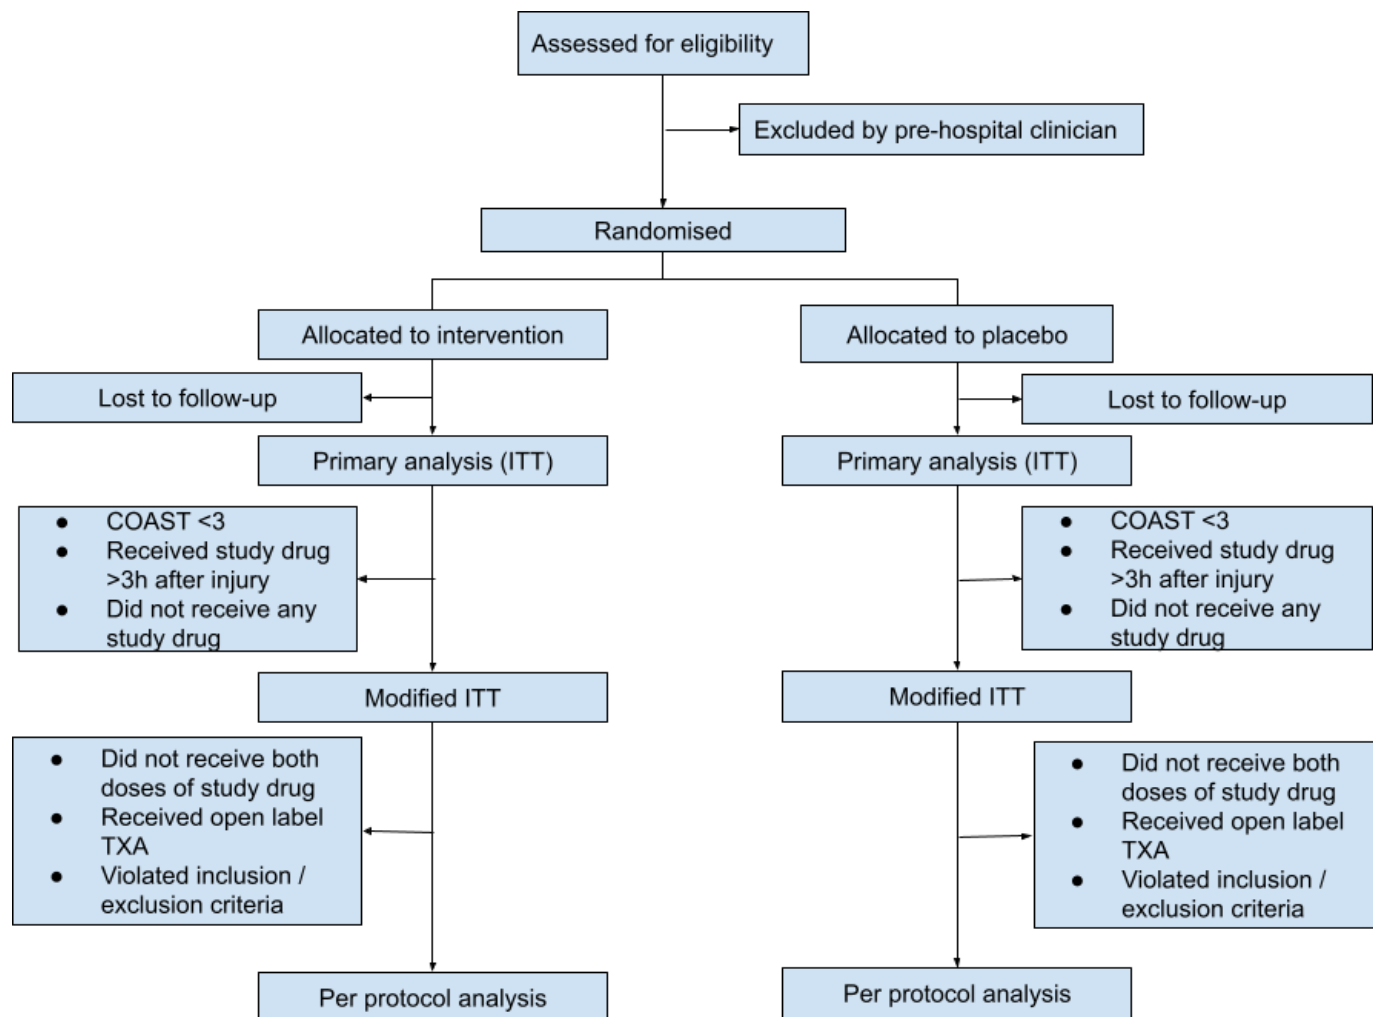 Assessed for eligibility
Excluded by pre-hospital clinician
Randomised
Allocated to intervention
Allocated to placebo
Lost to follow-up
Lost to follow-up
Primary analysis (ITT)
Primary analysis (ITT)
● COAST <3
● Received study drug
>3h after injury
● Did not receive any
study drug
● COAST <3
● Received study drug
>3h after injury
● Did not receive any
study drug
Modified ITT
Modified ITT
● Did not receive both
doses of study drug
● Received open label
TXA
● Violated inclusion /
exclusion criteria
● Did not receive both
doses of study drug
● Received open label
TXA
● Violated inclusion /
exclusion criteria
Per protocol analysis
Per protocol analysis